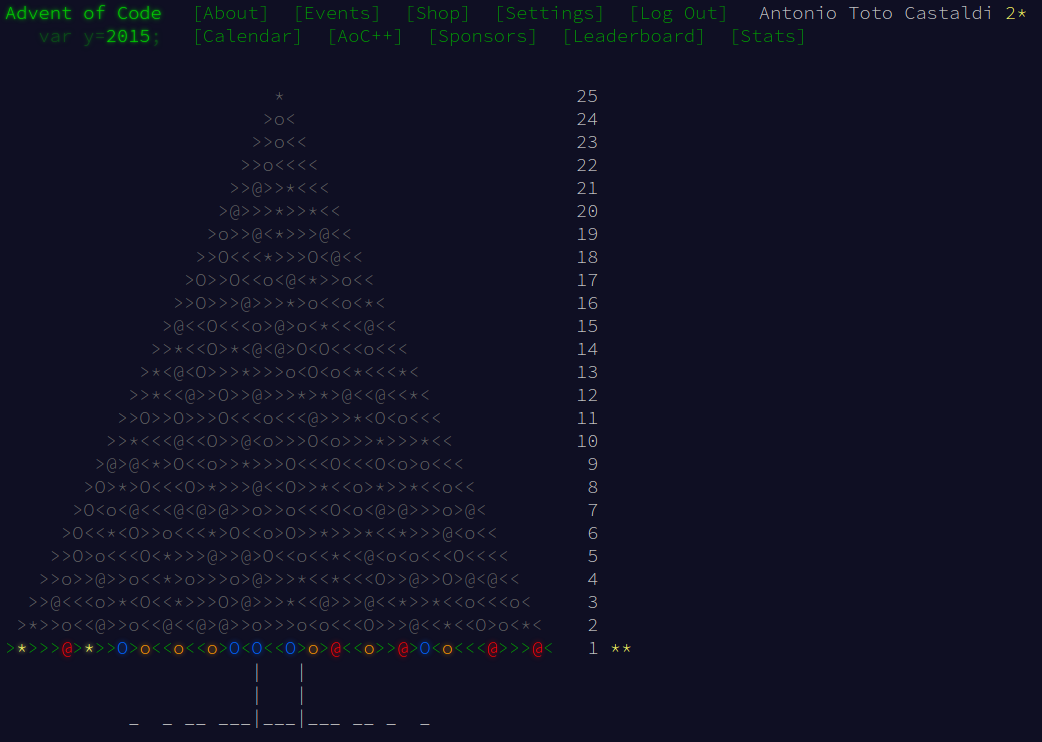 Advent of Code [About] [Events] [Shop] [Settings] [Log Out] Antonio Toto Castaldi 2*
var y=2015; [Calendar] [AoC++] [Sponsors] [Leaderboard] [Stats]
* 25
>o< 24
>>o<< 23
>>o<<<< 22
>>@>>*<<< 21
>@>>>*>>*<< 20
>o>>@<*>>>@<< 19
>>O<<<*>>>O<@<< 18
>O>>O<<o<@<*>>o<< 17
>>O>>>@>>>*>o<<o<*< 16
>@<<O<<<o>@>o<*<<<@<< 15
>>*<<O>*<@<@>O<O<<<o<<< 14
>*<@<O>>>*>>>o<O<o<*<<<*< 13
>>*<<@>>O>>@>>>*>*>@<<@<<*< 12
>>O>>O>>>O<<<o<<<@>>>*<O<o<<< 11
>>*<<<@<<O>>@<o>>>O<o>>>*>>>*<< 10
>@>@<*>O<<o>>*>>>O<<<O<<<O<o>o<<< 9
>O>*>O<<<O>*>>>@<<O>>*<<o>*>>*<<o<< 8
>O<o<@<<<@<@>@>>o>>o<<<O<o<@>@>>>o>@< 7
>O<<*<O>>o<<<*>O<<o>O>>*>>>*<<*>>>@<o<< 6
>>O>o<<<O<*>>>@>>@>O<<o<<*<<@<o<o<<<O<<<< 5
>>o>>@>>o<<*>o>>>o>@>>>*<<*<<<O>>@>>O>@<@<< 4
>>@<<<o>*<O<<*>>>O>@>>>*<<@>>>@<<*>>*<<o<<<o< 3
>*>>o<<@>>o<<@<<@>@>>o>>>o<o<<<O>>>@<<*<<O>o<*< 2
>*>>>@>*>>O>o<<o<<o>O<O<<O>o>@<<o>>@>O>o<<<@>>>@< 1 **
| |
| |
_ _ __ ___|___|___ __ _ _